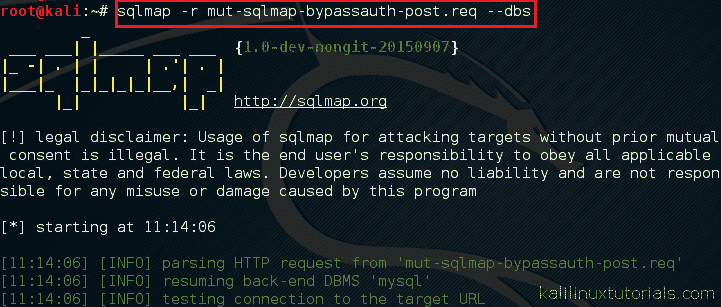 root@kali:~# sqlmap -r mut-sqlmap-bypassauth-post.req --dbs
{1.0-dev-nongit-20150907}
http://sqlmap.org
[!] legal disclaimer: Usage of sqlmap for attacking targets without prior mutual
consent is illegal. It is the end user's responsibility to obey all applicable
local, state and federal laws. Developers assume no liability and are not respon
sible for any misuse or damage caused by this program
[*] starting at 11:14:06
[11:14:06] [INFO] parsing HTTP request from 'mut-sqlmap-bypassauth-post.req'
[11:14:06] [INFO] resuming back-end DBMS 'mysql'
[11:14:06] [INFO] testing connection to the target URL
kalilinuxtutorials.com